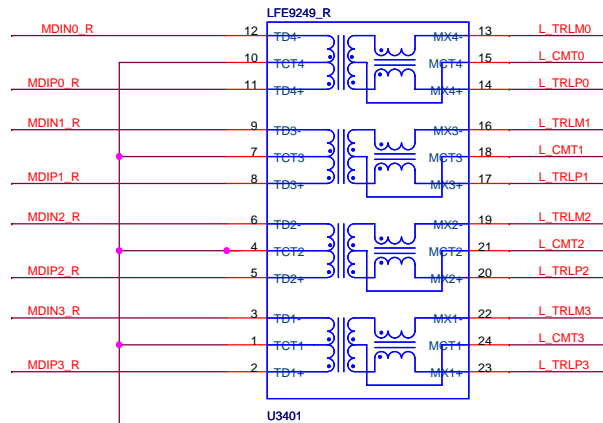 LFE9249_R
MDIN0_R 12 TD4- MX4- 13 L_TRLM0
10 TCT4 MCT4 15 L_CMT0
MDIP0_R 11 TD4+ MX4+ 14 L_TRLP0
MDIN1_R 9 TD3- MX3- 16 L_TRLM1
7 TCT3 MCT3 18 L_CMT1
MDIP1_R 8 TD3+ MX3+ 17 L_TRLP1
MDIN2_R 6 TD2- MX2- 19 L_TRLM2
4 TCT2 MCT2 21 L_CMT2
MDIP2_R 5 TD2+ MX2+ 20 L_TRLP2
MDIN3_R 3 TD1- MX1- 22 L_TRLM3
1 TCT1 MCT1 24 L_CMT3
MDIP3_R 2 TD1+ MX1+ 23 L_TRLP3
U3401